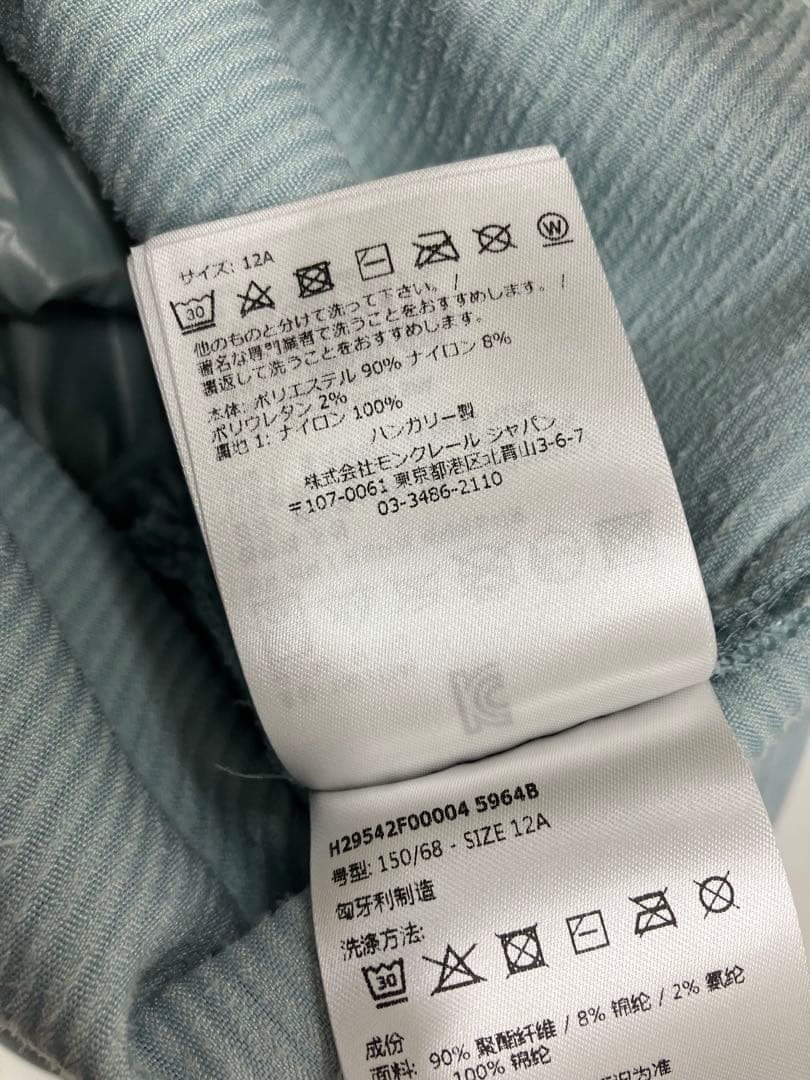 サイズ: 12A
30
W
他のものと分けて洗って下さい。 /
著名な専門業者で洗うことをおすすめします。 /
裏返して洗うことをおすすめします。
本体: ポリエステル 90% ナイロン 8%
ポリウレタン 2%
裏地 1: ナイロン 100%
ハンガリー製
株式会社モンクレール ジャパン
〒107-0061 東京都港区北青山3-6-7
03-3486-2110
H29542F00004 5964B
号型: 150/68 - SIZE 12A
匈牙利制造
洗涤方法:
30
成份
面料: 90% 聚酯纤维 / 8% 锦纶 / 2% 氨纶
100% 锦纶
为准